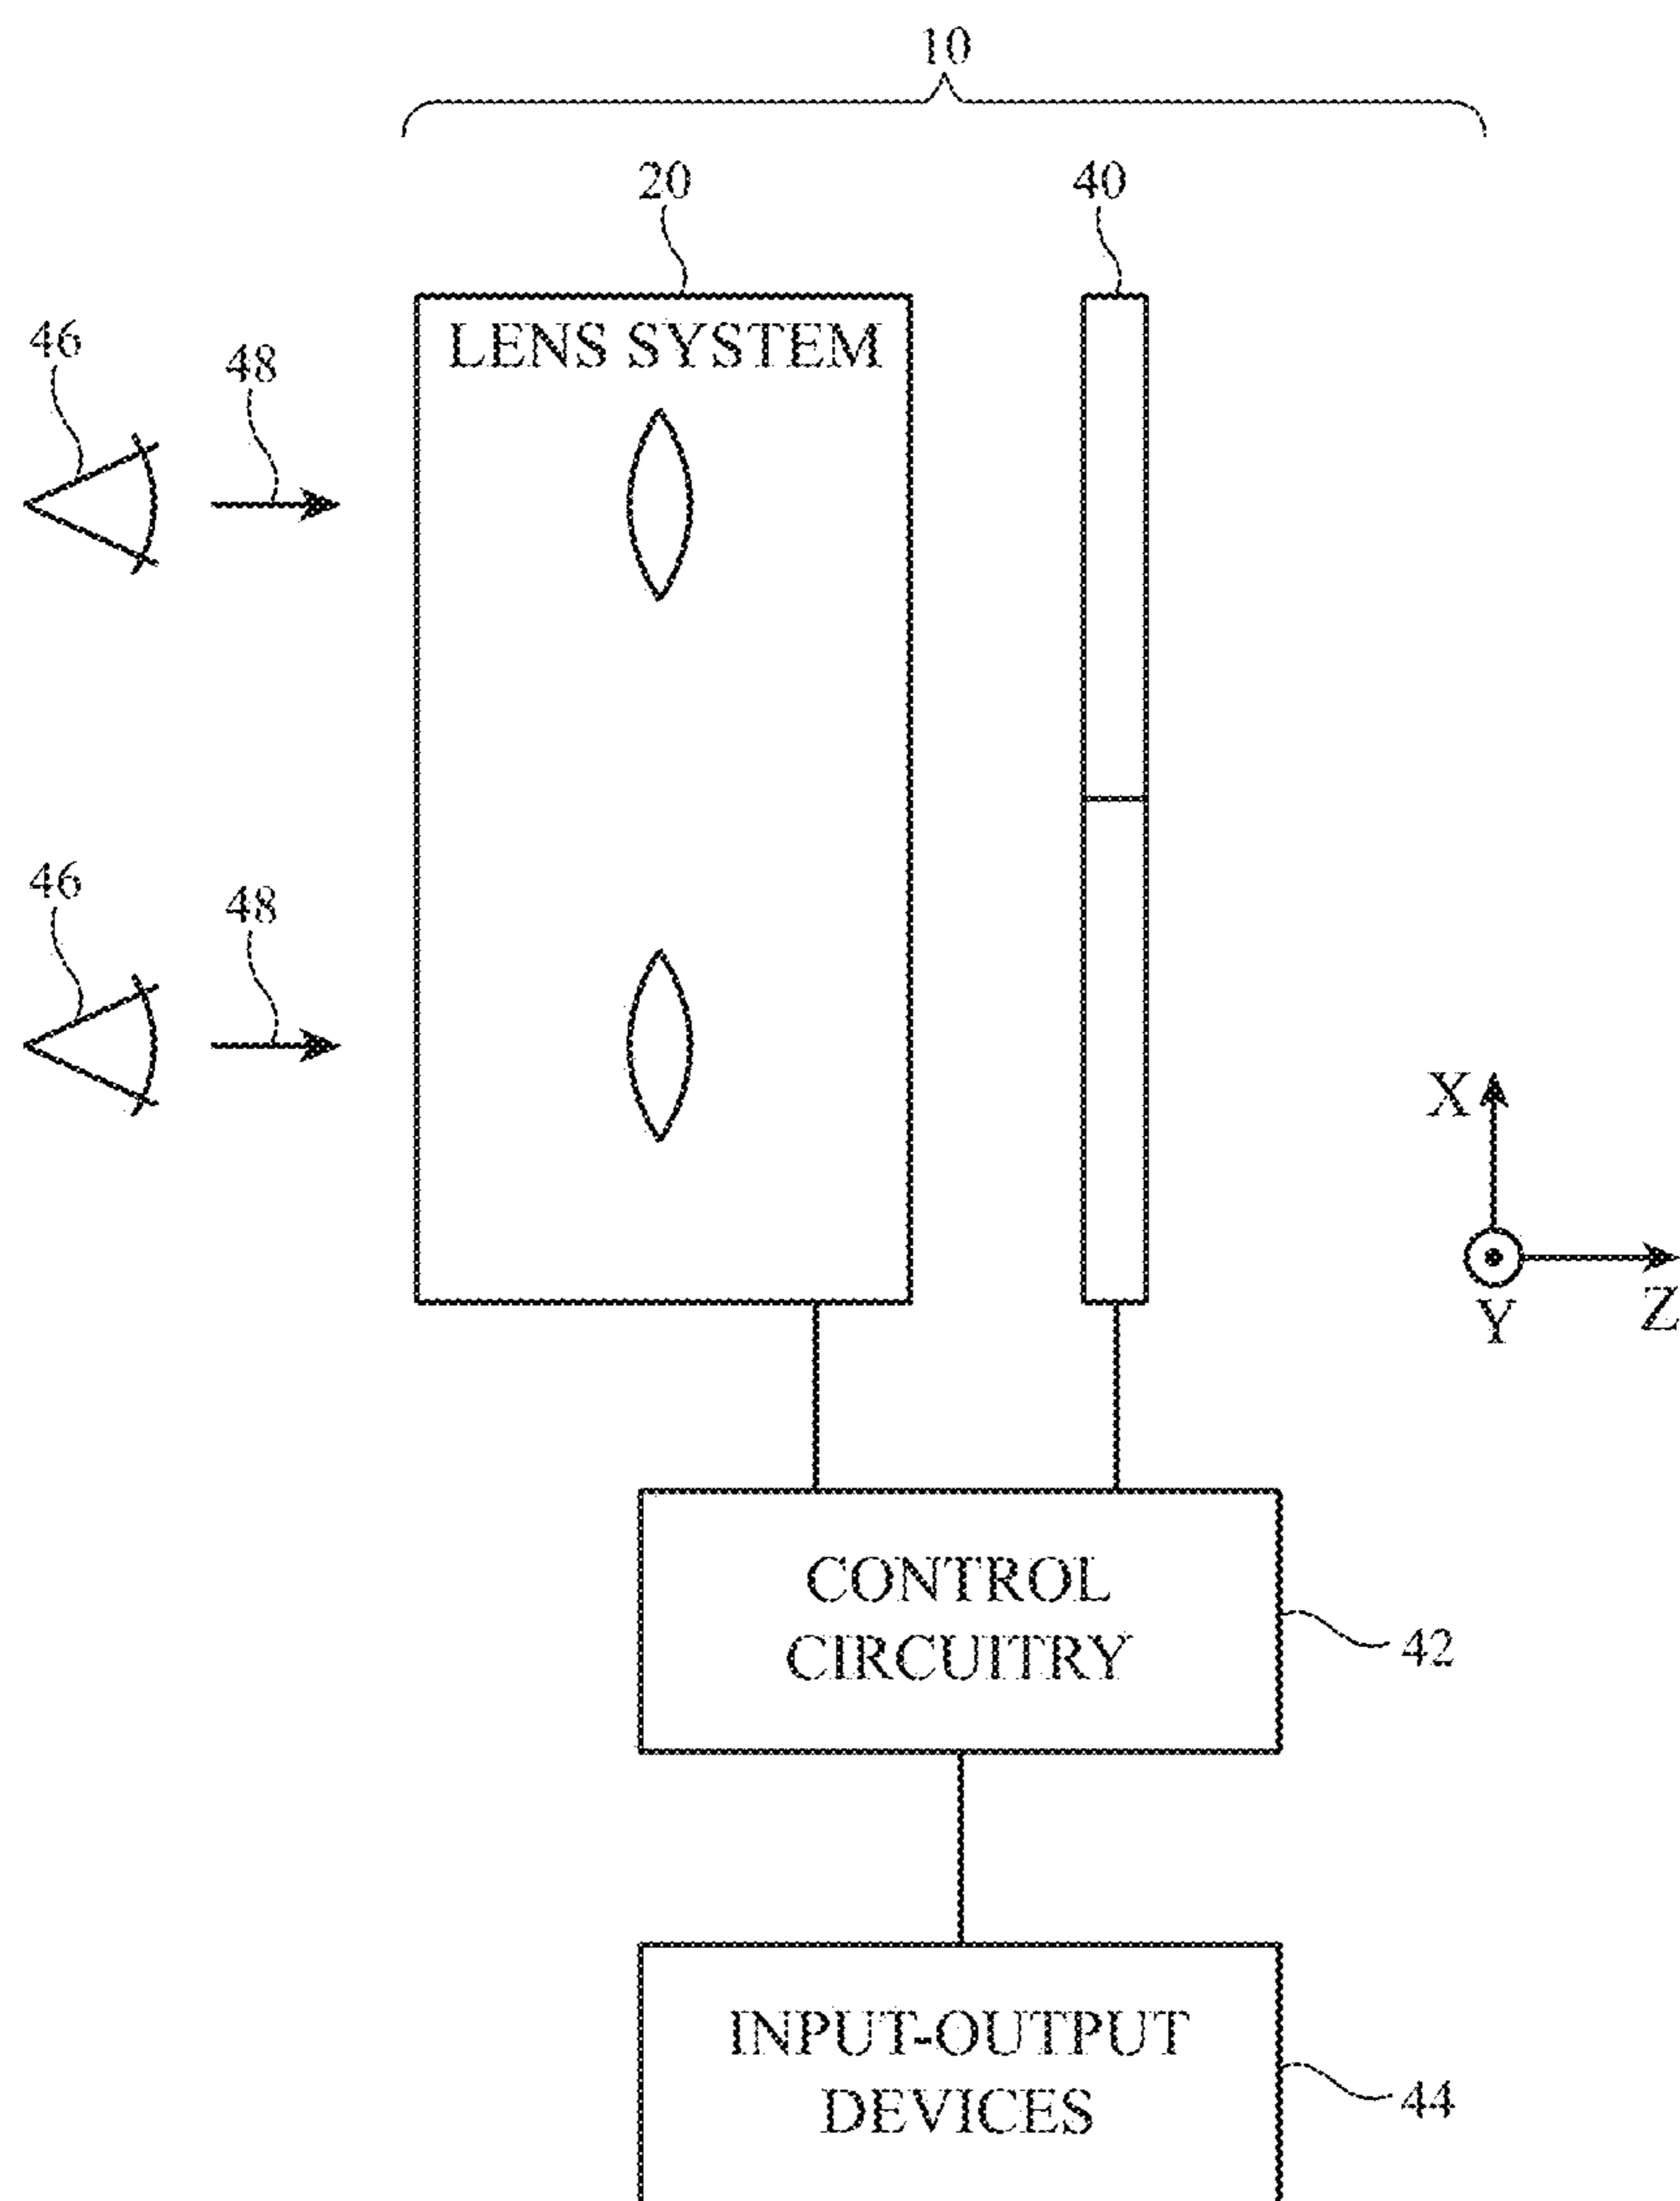 10
20
40
LENS SYSTEM
46
48
46
48
X
Y
Z
CONTROL
CIRCUITRY
42
INPUT-OUTPUT
DEVICES
44